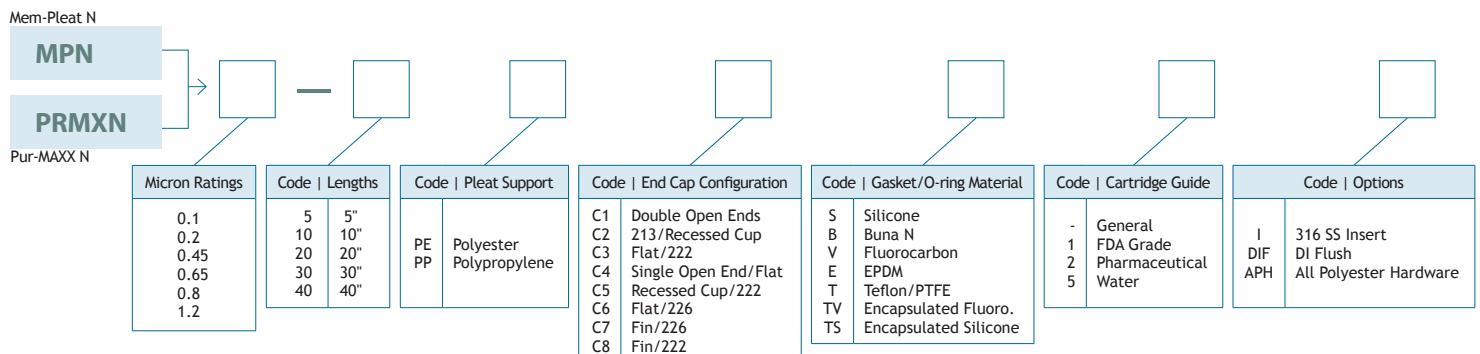 Mem-Pleat N
MPN
PRMXN
Pur-MAXX N
—
Micron Ratings
0.1
0.2
0.45
0.65
0.8
1.2
Code | Lengths
5 5"
10 10"
20 20"
30 30"
40 40"
Code | Pleat Support
PE Polyester
PP Polypropylene
Code | End Cap Configuration
C1 Double Open Ends
C2 213/Recessed Cup
C3 Flat/222
C4 Single Open End/Flat
C5 Recessed Cup/222
C6 Flat/226
C7 Fin/226
C8 Fin/222
Code | Gasket/O-ring Material
S Silicone
B Buna N
V Fluorocarbon
E EPDM
T Teflon/PTFE
TV Encapsulated Fluoro.
TS Encapsulated Silicone
Code | Cartridge Guide
- General
1 FDA Grade
2 Pharmaceutical
5 Water
Code | Options
I 316 SS Insert
DIF DI Flush
APH All Polyester Hardware